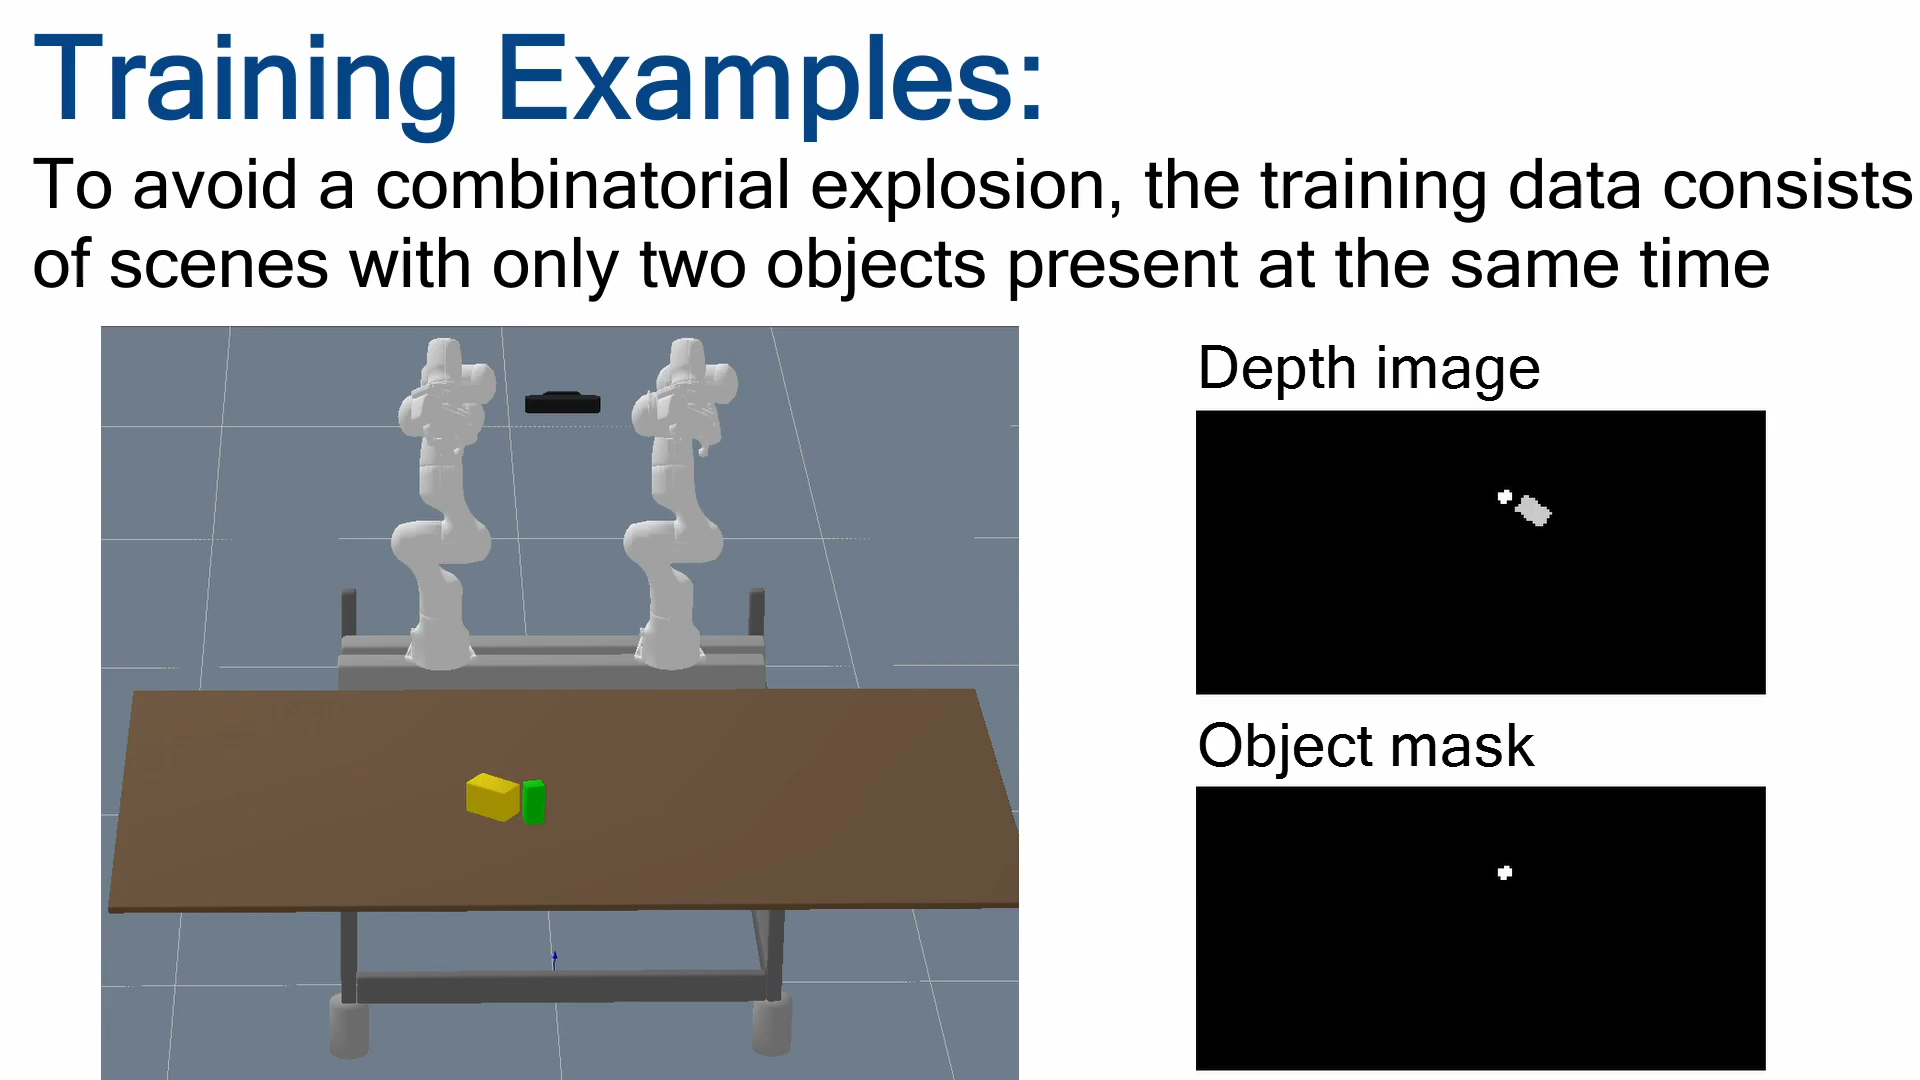 Training Examples:
To avoid a combinatorial explosion, the training data consists
of scenes with only two objects present at the same time
Depth image
Object mask